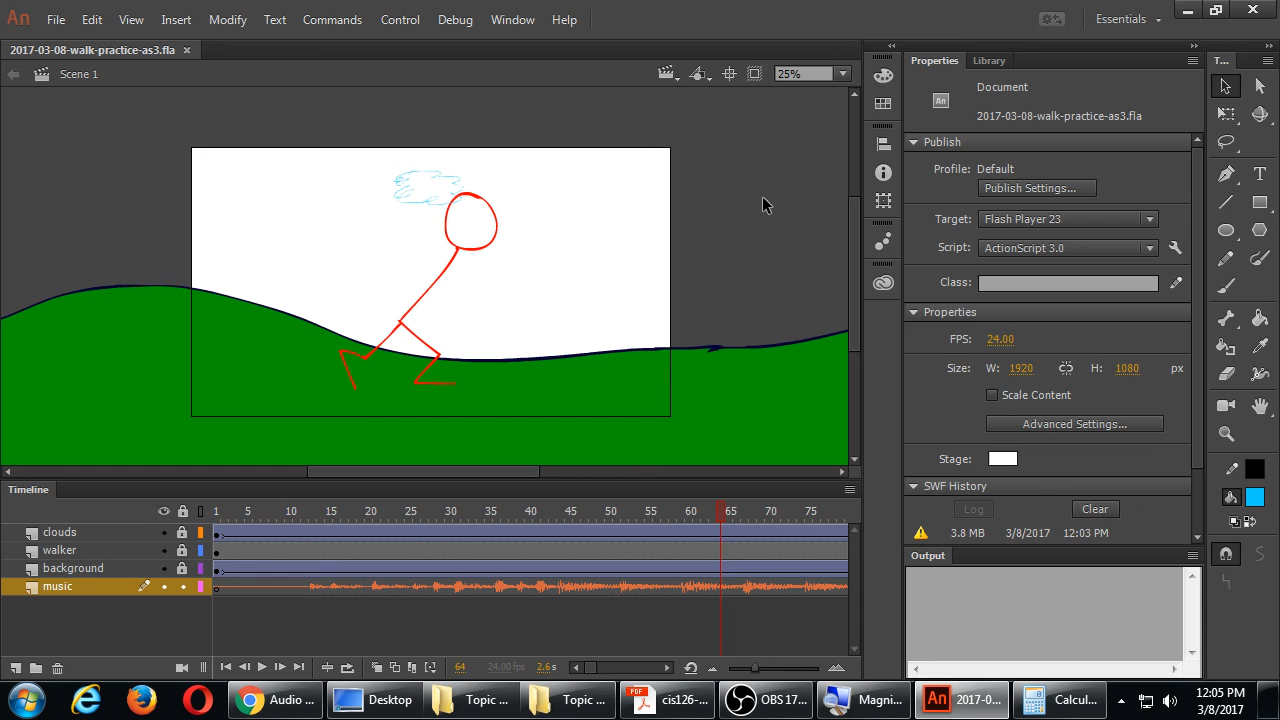 An File Edit View Insert Modify Text Commands Control Debug Window Help Essentials
2017-03-08-walk-practice-as3.fla
Scene 1 25%
Properties Library T...
Document
An 2017-03-08-walk-practice-as3.fla
Publish
Profile: Default
Publish Settings...
Target: Flash Player 23
Script: ActionScript 3.0
Class:
Properties
FPS: 24.00
Size: W: 1920 H: 1080 px
Scale Content
Advanced Settings...
Stage:
SWF History
Log Clear
3.8 MB 3/8/2017 12:03 PM
Output
Timeline
1 5 10 15 20 25 30 35 40 45 50 55 60 65 70 75
clouds
walker
background
music
64 24.00 fps 2.6 s
Audio ... Desktop Topic ... Topic ... cis126-... OBS 17... Magni... An 2017-0... Calcul... 12:05 PM
3/8/2017